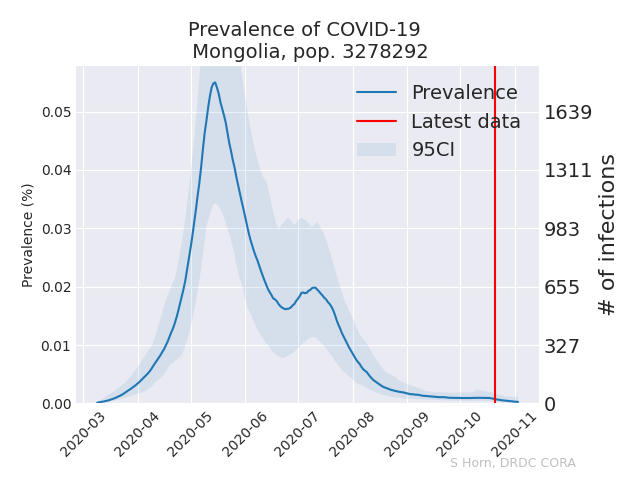 Prevalence of COVID-19
Mongolia, pop. 3278292
Prevalence
Latest data
95CI
Prevalence (%)
0.05
0.04
0.03
0.02
0.01
0.00
1639
1311
983
655
327
0
# of infections
2020-03
2020-04
2020-05
2020-06
2020-07
2020-08
2020-09
2020-10
2020-11
S Horn, DRDC CORA